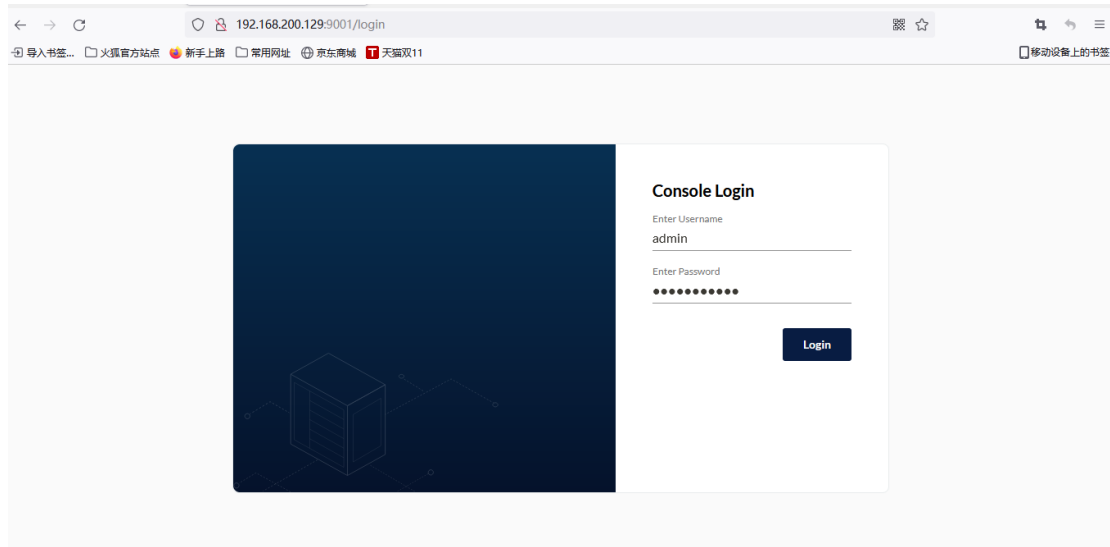 192.168.200.129:9001/login
导入书签... 火狐官方站点 新手上路 常用网址 京东商城 T 天猫双11 移动设备上的书签
Console Login
Enter Username
admin
Enter Password
●●●●●●●●●●●
Login